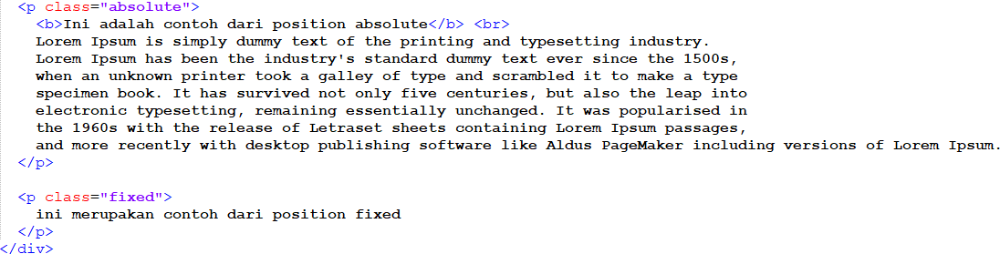 <p class="absolute">
<b>Ini adalah contoh dari position absolute</b> <br>
Lorem Ipsum is simply dummy text of the printing and typesetting industry.
Lorem Ipsum has been the industry's standard dummy text ever since the 1500s,
when an unknown printer took a galley of type and scrambled it to make a type
specimen book. It has survived not only five centuries, but also the leap into
electronic typesetting, remaining essentially unchanged. It was popularised in
the 1960s with the release of Letraset sheets containing Lorem Ipsum passages,
and more recently with desktop publishing software like Aldus PageMaker including versions of Lorem Ipsum.
</p>
<p class="fixed">
ini merupakan contoh dari position fixed
</p>
</div>